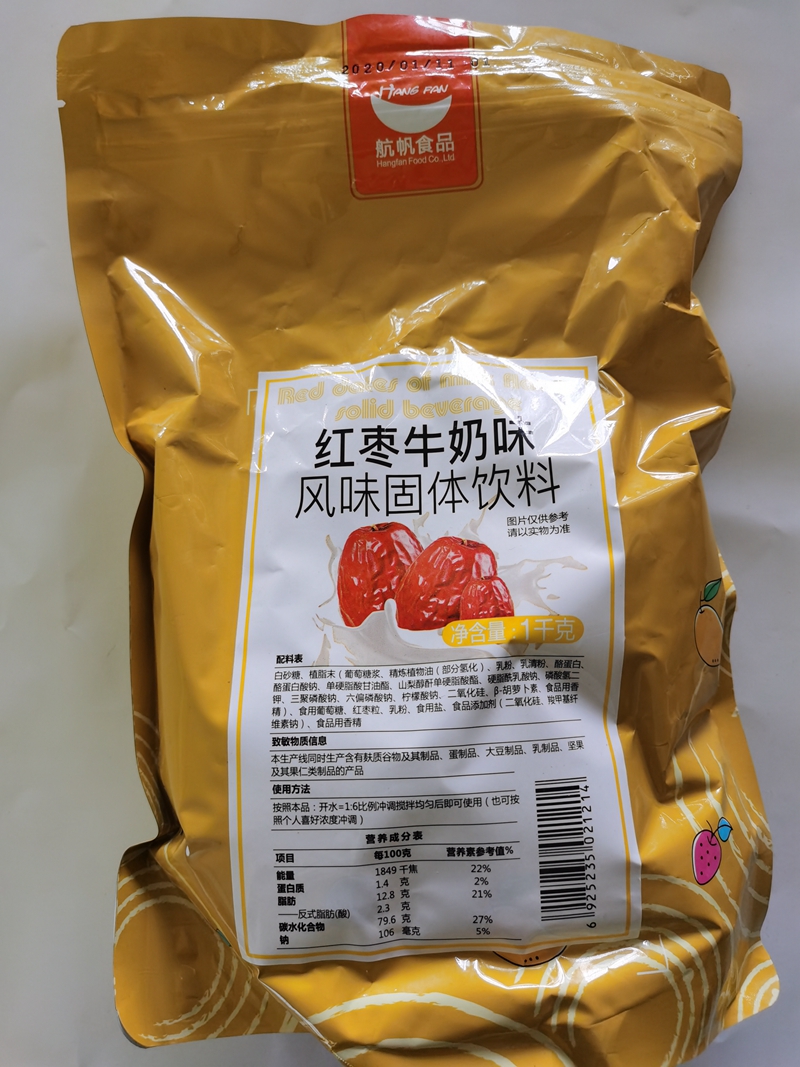 2020/01/11 01
HANG FAN
航帆食品
Hangfan Food Co.,Ltd
Red dates of milk
solid beverage
红枣牛奶味
风味固体饮料
图片仅供参考
请以实物为准
净含量:1千克
配料表
白砂糖、植脂末(葡萄糖浆、精炼植物油(部分氢化)、乳粉、乳清粉、酪蛋白、
酪蛋白酸钠、单硬脂酸甘油酯、山梨醇酐单硬脂酸酯、硬脂酰乳酸钠、磷酸氢二
钾、三聚磷酸钠、六偏磷酸钠、柠檬酸钠、二氧化硅、β-胡萝卜素、食品用香
精)、食用葡萄糖、红枣粒、乳粉、食用盐、食品添加剂(二氧化硅、羧甲基纤
维素钠)、食品用香精
致敏物质信息
本生产线同时生产含有麸质谷物及其制品、蛋制品、大豆制品、乳制品、坚果
及其果仁类制品的产品
使用方法
按照本品:开水=1:6比例冲调搅拌均匀后即可使用(也可按
照个人喜好浓度冲调)
营养成分表
项目 每100克 营养素参考值%
能量 1849 千焦 22%
蛋白质 1.4 克 2%
脂肪 12.8 克 21%
——反式脂肪(酸) 2.3 克
碳水化合物 79.6 克 27%
钠 106 毫克 5%
6 925235 021214